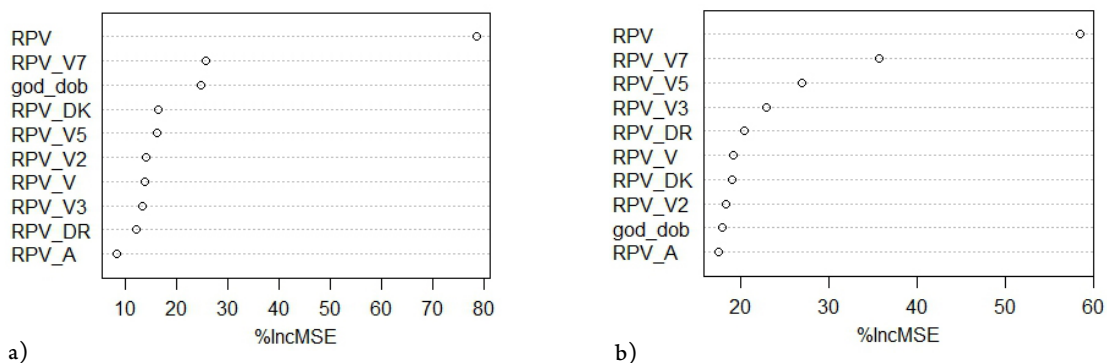 RPV
RPV_V7
god_dob
RPV_DK
RPV_V5
RPV_V2
RPV_V
RPV_V3
RPV_DR
RPV_A
10 20 30 40 50 60 70 80
%IncMSE
a)
RPV
RPV_V7
RPV_V5
RPV_V3
RPV_DR
RPV_V
RPV_DK
RPV_V2
god_dob
RPV_A
20 30 40 50 60
%IncMSE
b)